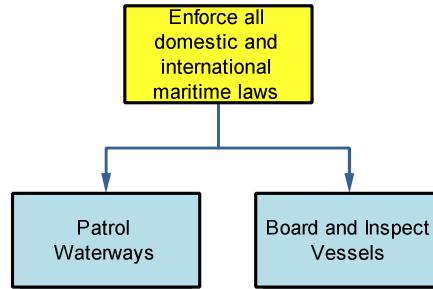 Enforce all
domestic and
international
maritime laws
Patrol
Waterways
Board and Inspect
Vessels